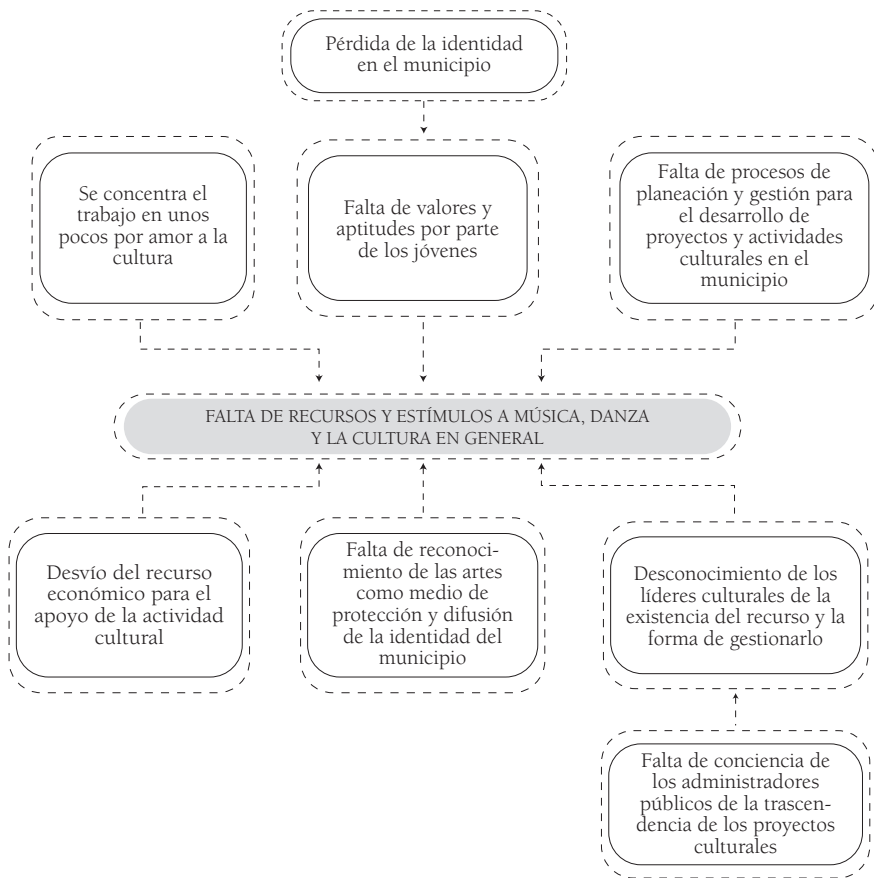 Pérdida de la identidad
en el municipio
Se concentra el
trabajo en unos
pocos por amor a la
cultura
Falta de valores y
aptitudes por parte
de los jóvenes
Falta de procesos de
planeación y gestión para
el desarrollo de
proyectos y actividades
culturales en el
municipio
FALTA DE RECURSOS Y ESTÍMULOS A MÚSICA, DANZA
Y LA CULTURA EN GENERAL
Desvío del recurso
económico para el
apoyo de la actividad
cultural
Falta de reconoci-
miento de las artes
como medio de
protección y difusión
de la identidad del
municipio
Desconocimiento de los
líderes culturales de la
existencia del recurso y la
forma de gestionarlo
Falta de conciencia de
los administradores
públicos de la trascen-
dencia de los proyectos
culturales